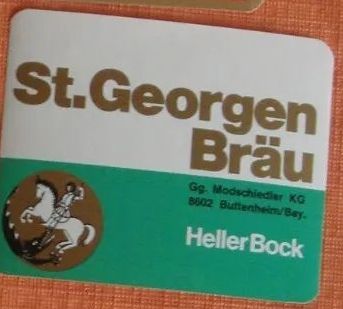 St.Georgen
Bräu
Gg. Modschiedler KG
8602 Buttenheim/Bay.
HellerBock